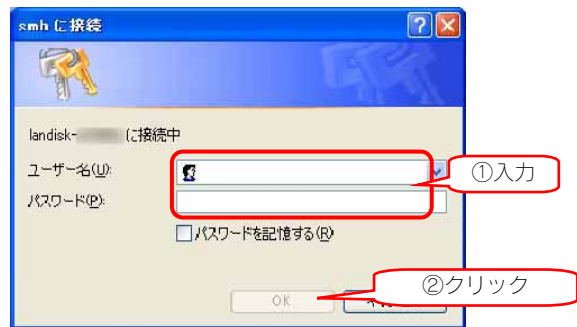 smh に接続
landisk- に接続中
ユーザー名(U):
パスワード(P):
①入力
パスワードを記憶する(R)
OK
②クリック